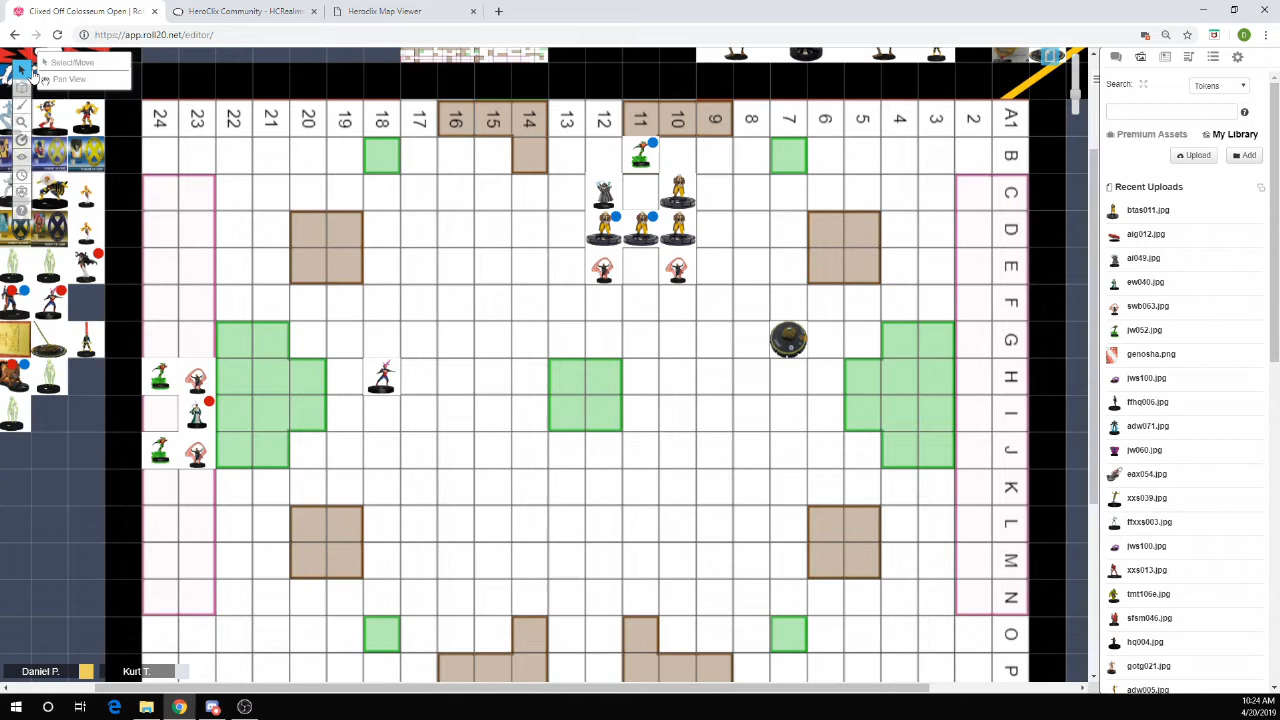 Clixed Off Colosseum Open | Ro
HeroClix Community - HCRealms
Heroclix Map Viewer
https://app.roll20.net/editor/
Select/Move
Pan View
24 23 22 21 20 19 18 17 16 15 14 13 12 11 10 9 8 7 6 5 4 3 2 A1
B
C
D
E
F
G
H
I
J
K
L
M
N
O
P
Daniel P.
Kurt T.
Search:
Tokens
Premium Assets
My Library
Upload
Add
Recent Uploads
btas011.jpg
aig012.jpg
ai049.jpg
ew040.jpg
swb063.jpg
jw052.jpg
genosha.png
jws100.jpg
ffhq006.jpg
adw071.jpg
jw060.jpg
eax054.jpg
xxs039.jpg
ffxxs003.jpg
jws100.jpg
xxs013.jpg
tmt106e.jpg
sfsm046.jpg
hq004.jpg
gotg021.jpg
adw005.jpg
10:24 AM
4/20/2019